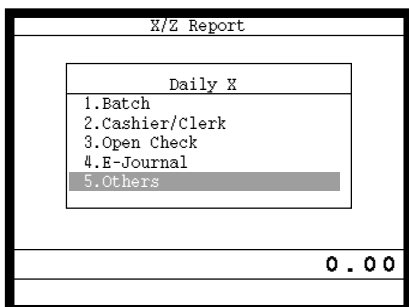 X/Z Report
Daily X
1.Batch
2.Cashier/Clerk
3.Open Check
4.E-Journal
5.Others
0.00